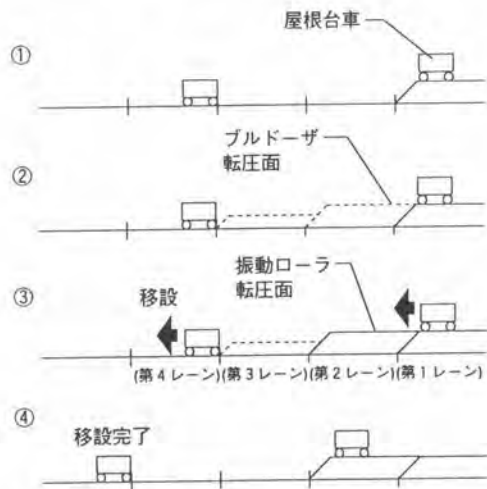 屋根台車
①
ブルドーザ
転圧面
②
振動ローラ
転圧面
③
移設
(第4レーン)(第3レーン)(第2レーン)(第1レーン)
④
移設完了